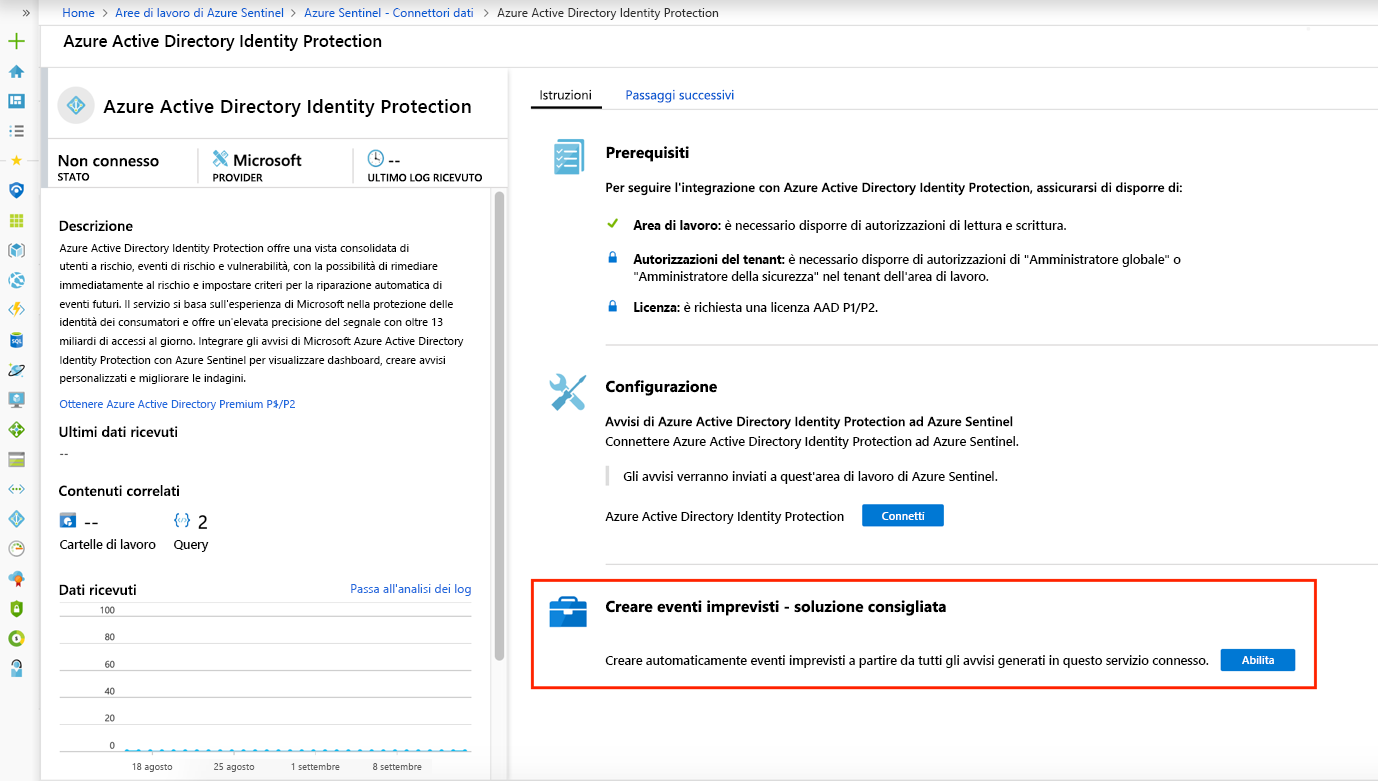 »
Home > Aree di lavoro di Azure Sentinel > Azure Sentinel - Connettori dati > Azure Active Directory Identity Protection
Azure Active Directory Identity Protection
Azure Active Directory Identity Protection
Non connesso
STATO
Microsoft
PROVIDER
--
ULTIMO LOG RICEVUTO
Descrizione
Azure Active Directory Identity Protection offre una vista consolidata di
utenti a rischio, eventi di rischio e vulnerabilità, con la possibilità di rimediare
immediatamente al rischio e impostare criteri per la riparazione automatica di
eventi futuri. Il servizio si basa sull'esperienza di Microsoft nella protezione delle
identità dei consumatori e offre un'elevata precisione del segnale con oltre 13
miliardi di accessi al giorno. Integrare gli avvisi di Microsoft Azure Active Directory
Identity Protection con Azure Sentinel per visualizzare dashboard, creare avvisi
personalizzati e migliorare le indagini.
Ottenere Azure Active Directory Premium P$/P2
Ultimi dati ricevuti
--
Contenuti correlati
--
Cartelle di lavoro
2
Query
Dati ricevuti
Passa all'analisi dei log
100
80
60
40
20
0
18 agosto
25 agosto
1 settembre
8 settembre
Istruzioni
Passaggi successivi
Prerequisiti
Per seguire l'integrazione con Azure Active Directory Identity Protection, assicurarsi di disporre di:
Area di lavoro: è necessario disporre di autorizzazioni di lettura e scrittura.
Autorizzazioni del tenant: è necessario disporre di autorizzazioni di "Amministratore globale" o
"Amministratore della sicurezza" nel tenant dell'area di lavoro.
Licenza: è richiesta una licenza AAD P1/P2.
Configurazione
Avvisi di Azure Active Directory Identity Protection ad Azure Sentinel
Connettere Azure Active Directory Identity Protection ad Azure Sentinel.
Gli avvisi verranno inviati a quest'area di lavoro di Azure Sentinel.
Azure Active Directory Identity Protection
Connetti
Creare eventi imprevisti - soluzione consigliata
Creare automaticamente eventi imprevisti a partire da tutti gli avvisi generati in questo servizio connesso.
Abilita